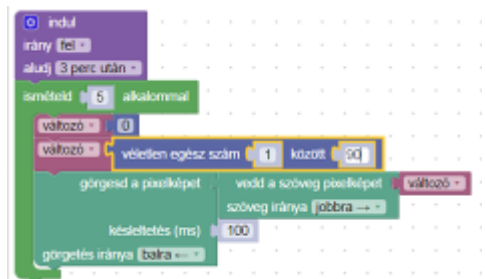 indul
irány fel
aludj 3 perc után
ismételd 5 alkalommal
változó 0
változó véletlen egész szám 1 között 90
görgesd a pixelképet vedd a szöveg pixelképet változó
szöveg iránya jobbra →
késleltetés (ms) 100
görgetés iránya balra ←